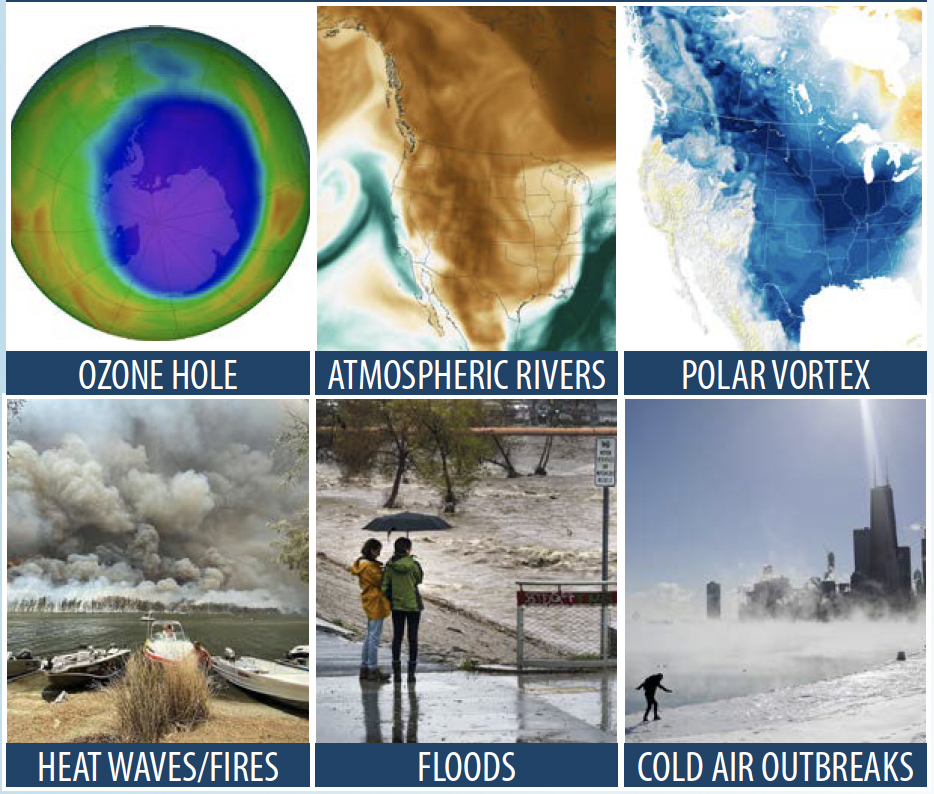 OZONE HOLE
ATMOSPHERIC RIVERS
POLAR VORTEX
HEAT WAVES/FIRES
FLOODS
COLD AIR OUTBREAKS